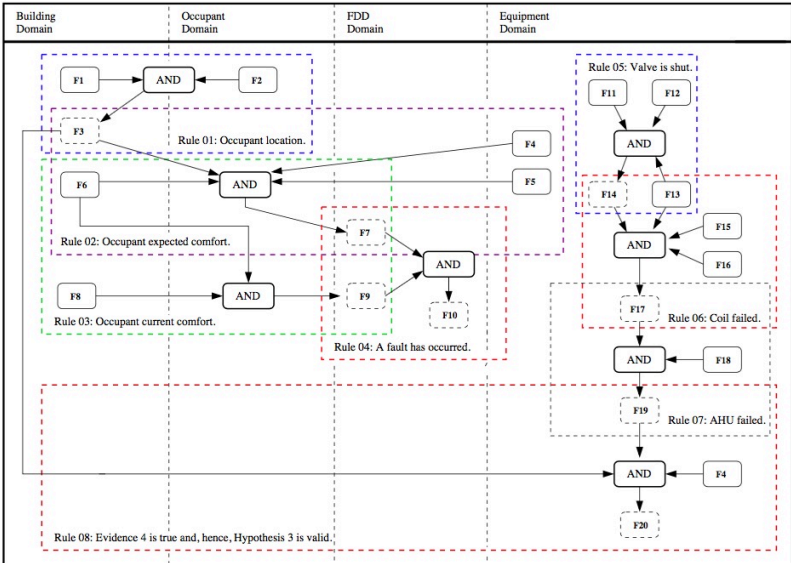 Building
Domain
Occupant
Domain
FDD
Domain
Equipment
Domain
F1
AND
F2
F3
Rule 01: Occupant location.
Rule 05: Valve is shut.
F11
F12
AND
F4
F6
AND
F5
F14
F13
Rule 02: Occupant expected comfort.
F7
AND
AND
F15
F16
F8
AND
F9
F10
Rule 03: Occupant current comfort.
Rule 04: A fault has occurred.
F17
Rule 06: Coil failed.
AND
F18
F19
Rule 07: AHU failed.
AND
F4
F20
Rule 08: Evidence 4 is true and, hence, Hypothesis 3 is valid.